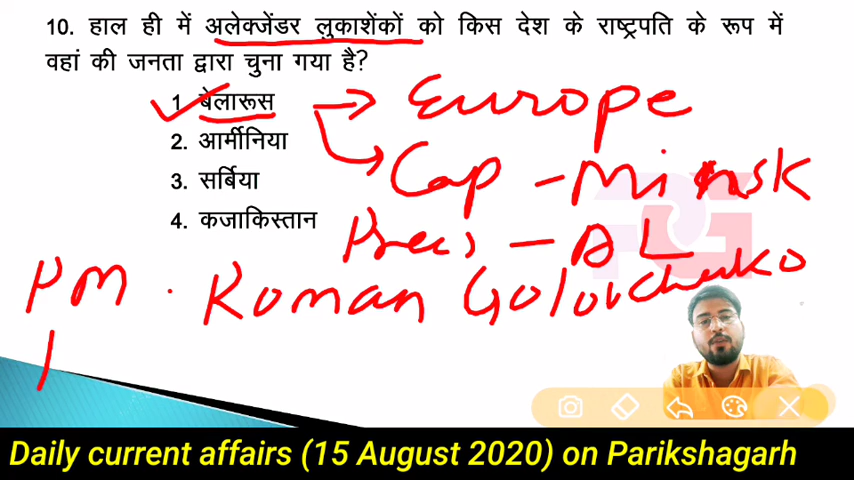 10. हाल ही में अलेक्जेंडर लुकाशेंकों को किस देश के राष्ट्रपति के रूप में
वहां की जनता द्वारा चुना गया है?
1 बेलारूस → Europe
2. आर्मीनिया
Cap - Minsk
3. सर्बिया
4. कजाकिस्तान
Pres - AL
PM. Roman Golovchenko
Daily current affairs (15 August 2020) on Parikshagarh